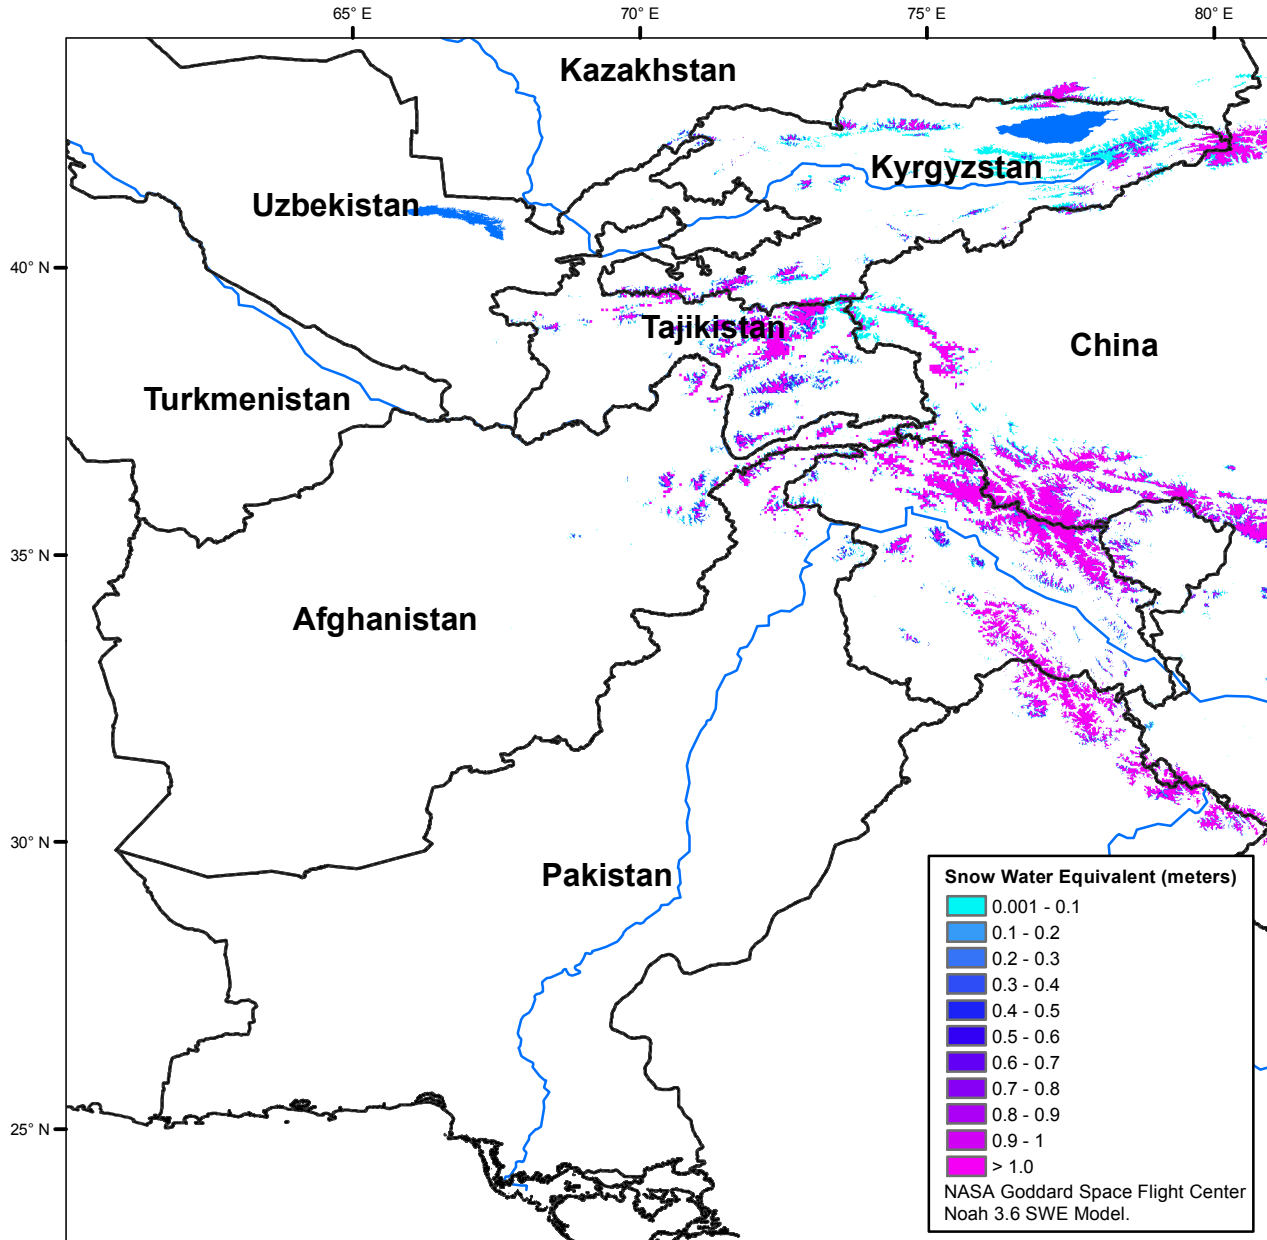 65° E
70° E
75° E
80° E
Kazakhstan
Kyrgyzstan
Uzbekistan
40° N
Tajikistan
China
Turkmenistan
35° N
Afghanistan
30° N
Pakistan
25° N
Snow Water Equivalent (meters)
0.001 - 0.1
0.1 - 0.2
0.2 - 0.3
0.3 - 0.4
0.4 - 0.5
0.5 - 0.6
0.6 - 0.7
0.7 - 0.8
0.8 - 0.9
0.9 - 1
> 1.0
NASA Goddard Space Flight Center
Noah 3.6 SWE Model.